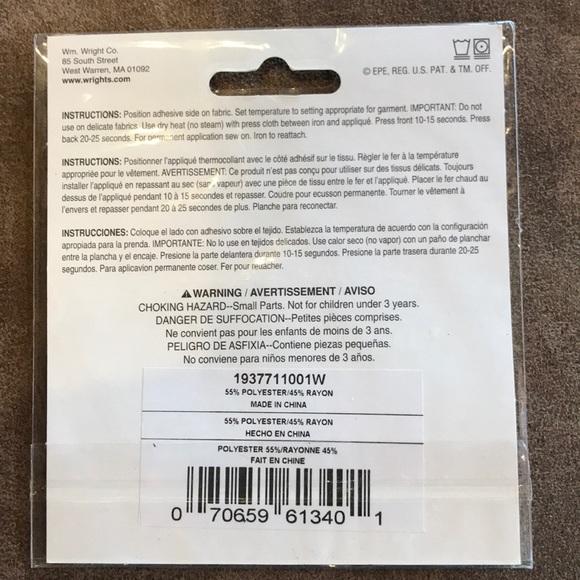 Wm. Wright Co.
85 South Street
West Warren, MA 01092
www.wrights.com
© EPE, REG. U.S. PAT. & TM. OFF.
INSTRUCTIONS: Position adhesive side on fabric. Set temperature to setting appropriate for garment. IMPORTANT: Do not
use on delicate fabrics. Use dry heat (no steam) with press cloth between iron and appliqué. Press front 10-15 seconds. Press
back 20-25 seconds. For permanent application sew on. Iron to reattach.
INSTRUCTIONS: Positionner l'appliqué thermocollant avec le côté adhésif sur le tissu. Régler le fer à la température
appropriée pour le vêtement. AVERTISSEMENT: Ce produit n'est pas conçu pour utiliser sur des tissus délicats. Toujours
installer l'appliqué en repassant au sec (sans vapeur) avec une pièce de tissu entre le fer et l'appliqué. Placer le fer chaud au
dessus de l'appliqué pendant 10 à 15 secondes et repasser. Coudre pour ecusson permanente. Tourner le vêtement à
l'envers et repasser pendant 20 à 25 secondes de plus. Planche para reconectar.
INSTRUCCIONES: Coloque el lado con adhesivo sobre el tejido. Establezca la temperatura de acuerdo con la configuración
apropiada para la prenda. IMPORTANTE: No lo use en tejidos delicados. Use calor seco (no vapor) con un paño de planchar
entre la plancha y el encaje. Presione la parte delantera durante 10-15 segundos. Presione la parte trasera durante 20-25
segundos. Para aplicavion permanente coser. Fer pour rettacher.
⚠WARNING / AVERTISSEMENT / AVISO
CHOKING HAZARD--Small Parts. Not for children under 3 years.
DANGER DE SUFFOCATION--Petites pièces comprises.
Ne convient pas pour les enfants de moins de 3 ans.
PELIGRO DE ASFIXIA--Contiene piezas pequeñas.
No conviene para niños menores de 3 años.
1937711001W
55% POLYESTER/45% RAYON
MADE IN CHINA
55% POLYESTER/45% RAYON
HECHO EN CHINA
POLYESTER 55%/RAYONNE 45%
FAIT EN CHINE
0 70659 61340 1